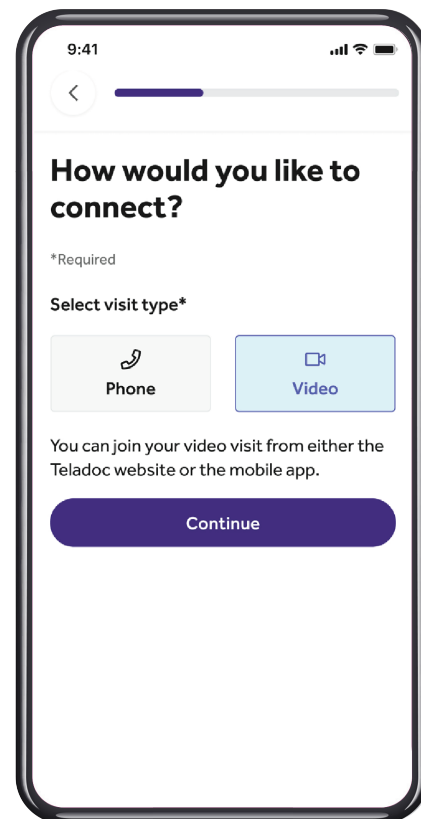 9:41
How would you like to
connect?
*Required
Select visit type*
Phone
Video
You can join your video visit from either the
Teladoc website or the mobile app.
Continue